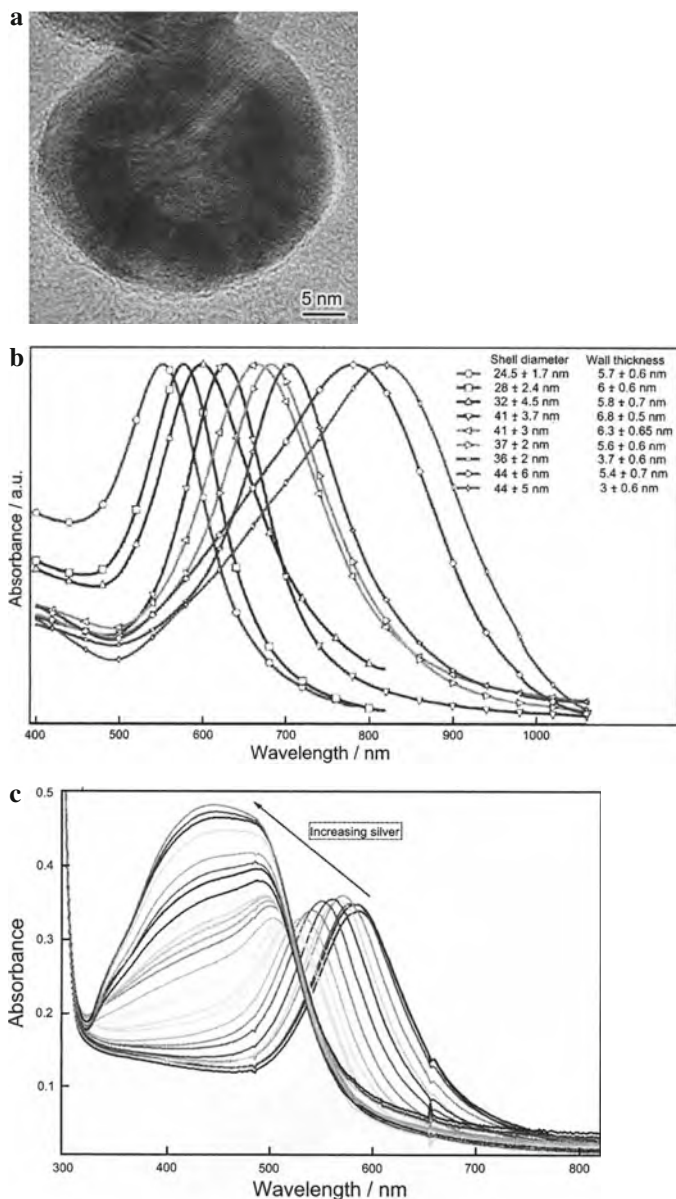 a
5 nm
b
Shell diameter Wall thickness
24.5 ± 1.7 nm 5.7 ± 0.6 nm
28 ± 2.4 nm 6 ± 0.6 nm
32 ± 4.5 nm 5.8 ± 0.7 nm
41 ± 3.7 nm 6.8 ± 0.5 nm
41 ± 3 nm 6.3 ± 0.65 nm
37 ± 2 nm 5.6 ± 0.6 nm
36 ± 2 nm 3.7 ± 0.6 nm
44 ± 6 nm 5.4 ± 0.7 nm
44 ± 5 nm 3 ± 0.6 nm
Absorbance / a.u.
400 500 600 700 800 900 1000
Wavelength / nm
c
0.5
Increasing silver
0.4
0.3
Absorbance
0.2
0.1
300 400 500 600 700 800
Wavelength / nm